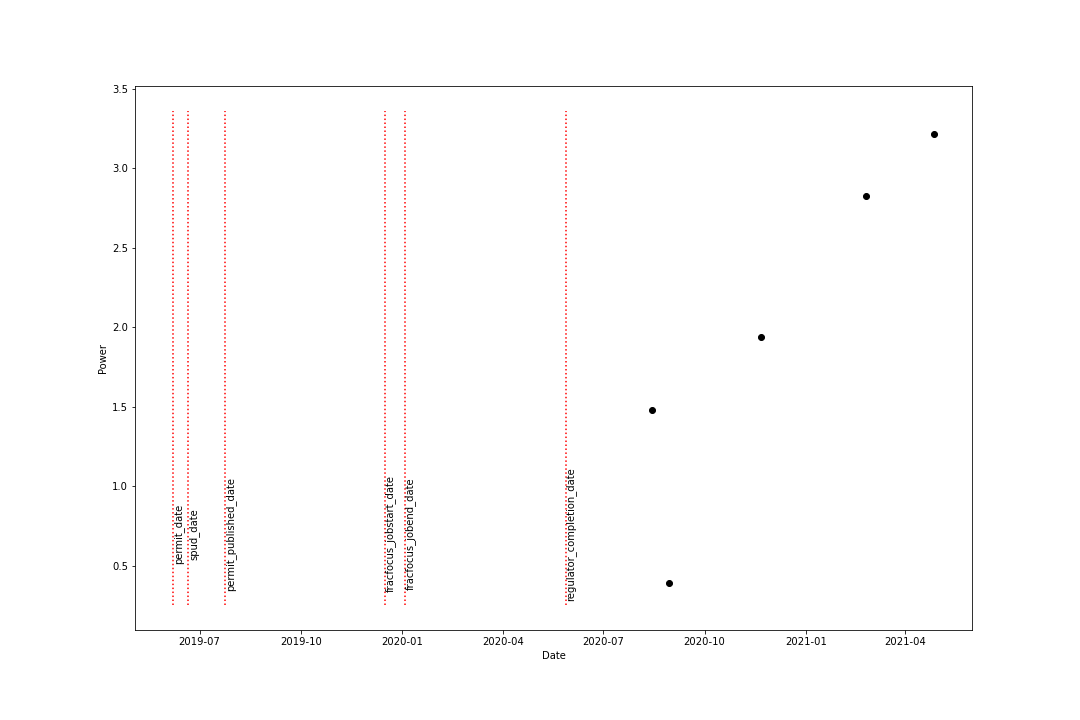 3.5
3.0
2.5
2.0
1.5
1.0
0.5
Power
permit_date
spud_date
permit_published_date
fracfocus_jobstart_date
fracfocus_jobend_date
regulator_completion_date
2019-07
2019-10
2020-01
2020-04
2020-07
2020-10
2021-01
2021-04
Date